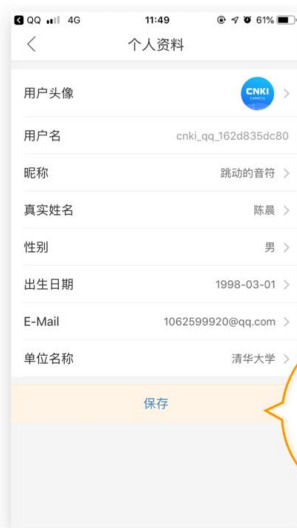 QQ 4G 11:49 61%
个人资料
用户头像 CNKI
用户名 cnki_qq_162d835dc80
昵称 跳动的音符
真实姓名 陈晨
性别 男
出生日期 1998-03-01
E-Mail 1062599920@qq.com
单位名称 清华大学
保存